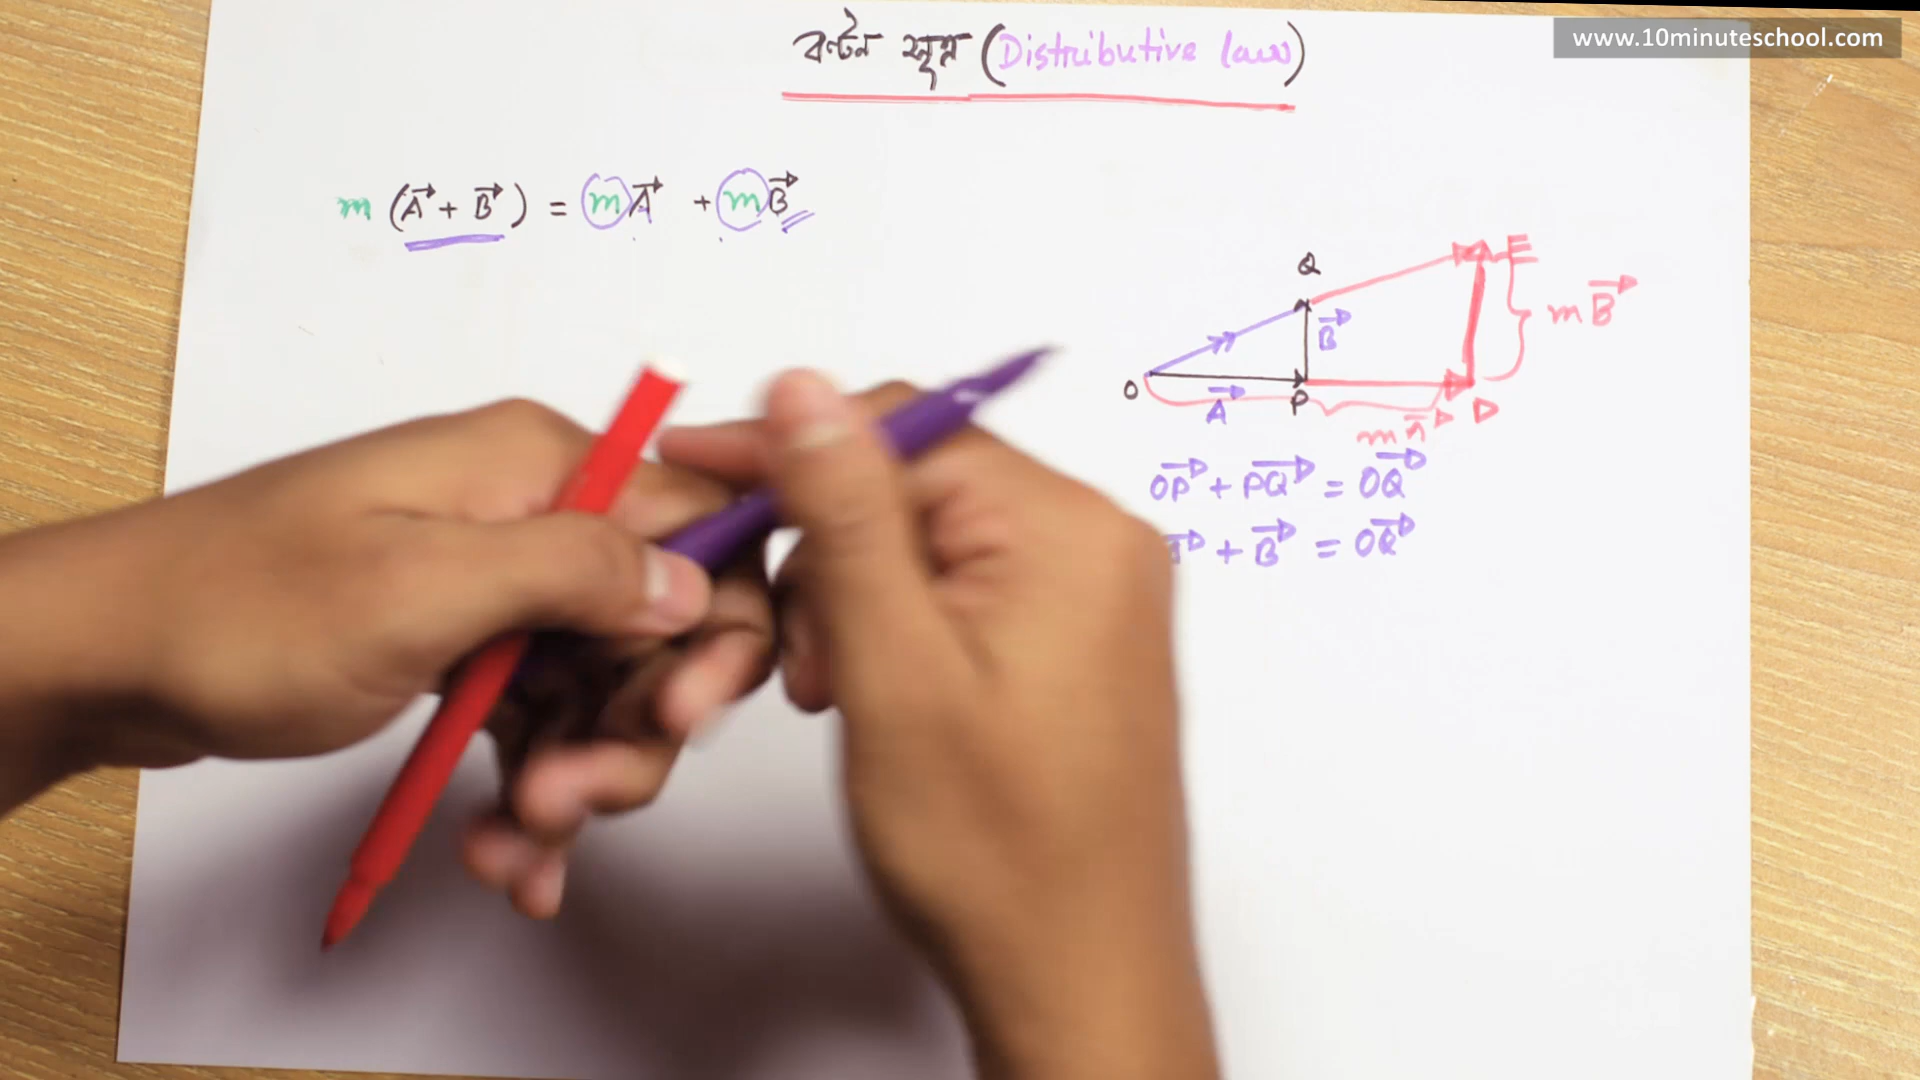 www.10minuteschool.com
বণ্টন সূত্র (Distributive law)
m (A⃗ + B⃗) = mA⃗ + mB⃗
Q
E
B⃗
mB⃗
O
A⃗
P
D
mA⃗
OP⃗ + PQ⃗ = OQ⃗
A⃗ + B⃗ = OQ⃗